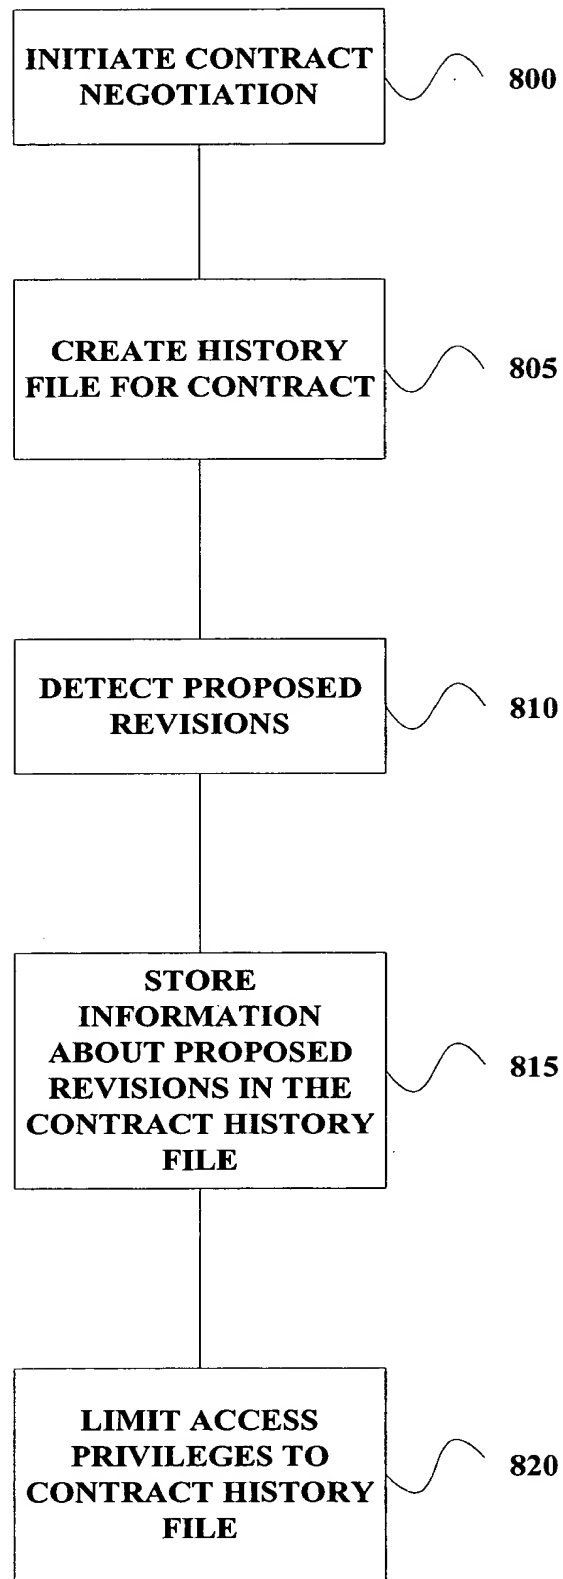 INITIATE CONTRACT
NEGOTIATION
800
CREATE HISTORY
FILE FOR CONTRACT
805
DETECT PROPOSED
REVISIONS
810
STORE
INFORMATION
ABOUT PROPOSED
REVISIONS IN THE
CONTRACT HISTORY
FILE
815
LIMIT ACCESS
PRIVILEGES TO
CONTRACT HISTORY
FILE
820